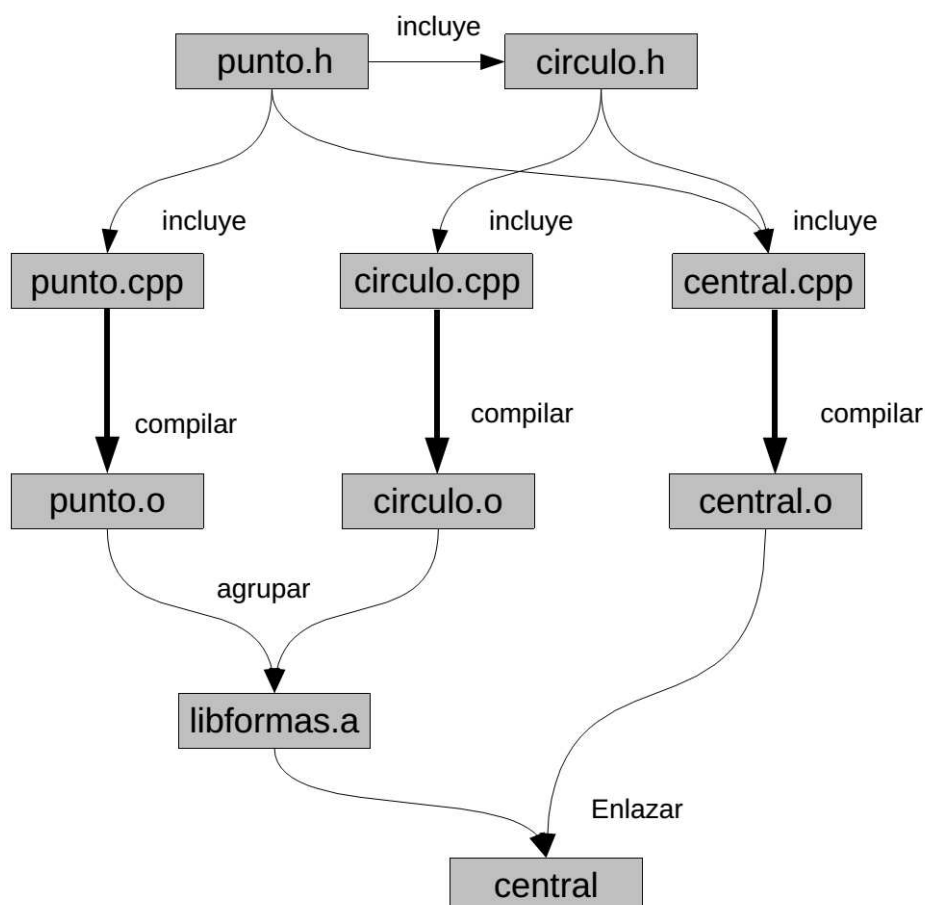 incluye
punto.h
circulo.h
incluye
incluye
incluye
punto.cpp
circulo.cpp
central.cpp
compilar
compilar
compilar
punto.o
circulo.o
central.o
agrupar
libformas.a
Enlazar
central